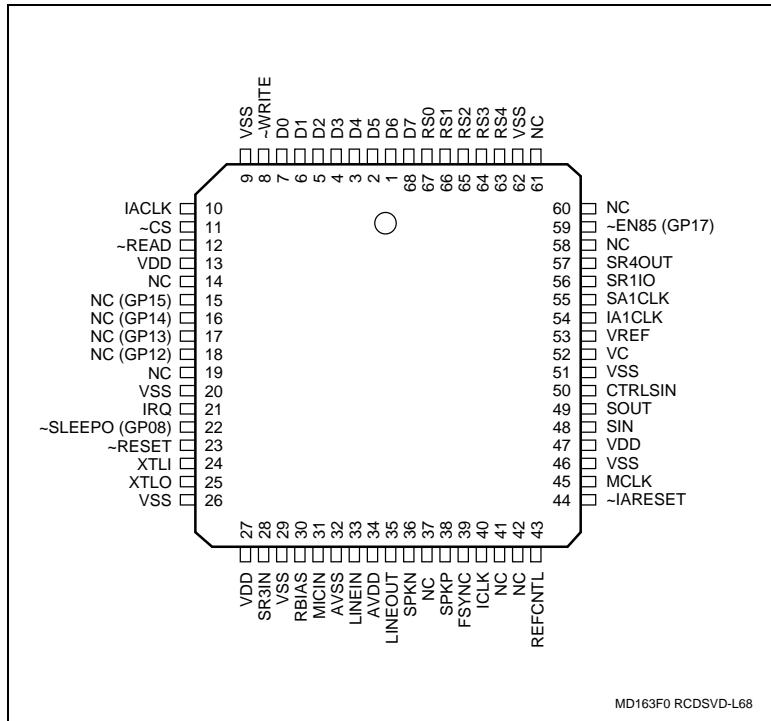 VSS
~WRITE
D0
D1
D2
D3
D4
D5
D6
D7
RS0
RS1
RS2
RS3
RS4
VSS
NC
9
8
7
6
5
4
3
2
1
68
67
66
65
64
63
62
61
IACLK 10
~CS 11
~READ 12
VDD 13
NC 14
NC (GP15) 15
NC (GP14) 16
NC (GP13) 17
NC (GP12) 18
NC 19
VSS 20
IRQ 21
~SLEEPO (GP08) 22
~RESET 23
XTLI 24
XTLO 25
VSS 26
60 NC
59 ~EN85 (GP17)
58 NC
57 SR4OUT
56 SR1IO
55 SA1CLK
54 IA1CLK
53 VREF
52 VC
51 VSS
50 CTRLSIN
49 SOUT
48 SIN
47 VDD
46 VSS
45 MCLK
44 ~IARESET
27
28
29
30
31
32
33
34
35
36
37
38
39
40
41
42
43
VDD
SR3IN
VSS
RBIAS
MICIN
AVSS
LINEIN
AVDD
LINEOUT
SPKN
NC
SPKP
FSYNC
ICLK
NC
NC
REFCNTL
MD163F0 RCDSVD-L68